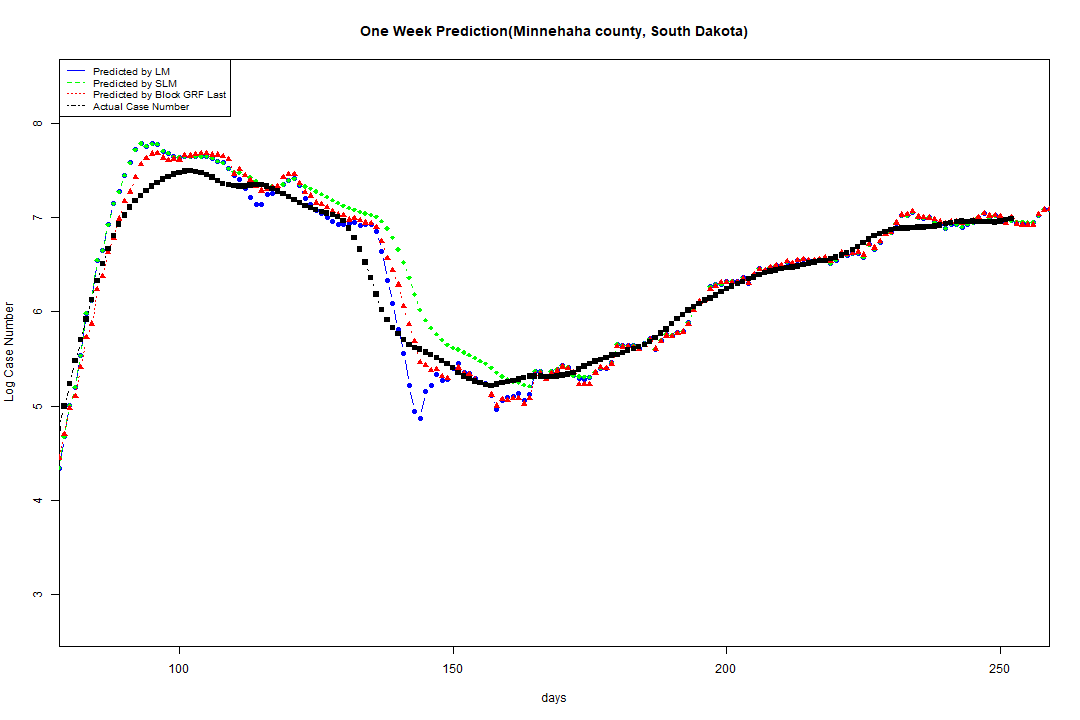 One Week Prediction(Minnehaha county, South Dakota)
Predicted by LM
Predicted by SLM
Predicted by Block GRF Last
Actual Case Number
Log Case Number
8
7
6
5
4
3
100
150
200
250
days